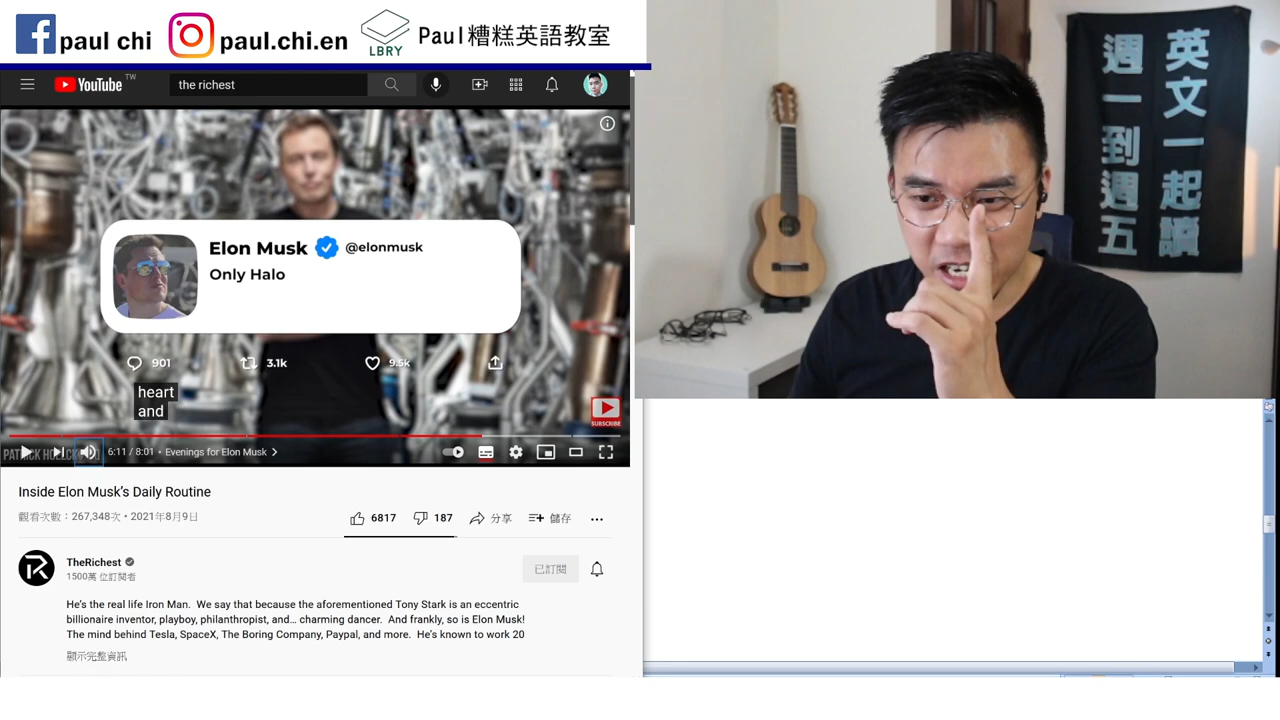 paul chi
paul.chi.en
LBRY
Paul糟糕英語教室
YouTube TW
the richest
Elon Musk @elonmusk
Only Halo
901
3.1k
9.5k
heart
and
SUBSCRIBE
6:11 / 8:01 • Evenings for Elon Musk
Inside Elon Musk’s Daily Routine
觀看次數：267,348次 • 2021年8月9日
6817
187
分享
儲存
TheRichest
1500萬 位訂閱者
已訂閱
He’s the real life Iron Man. We say that because the aforementioned Tony Stark is an eccentric
billionaire inventor, playboy, philanthropist, and… charming dancer. And frankly, so is Elon Musk!
The mind behind Tesla, SpaceX, The Boring Company, Paypal, and more. He’s known to work 20
顯示完整資訊
英文一起讀
週一到週五